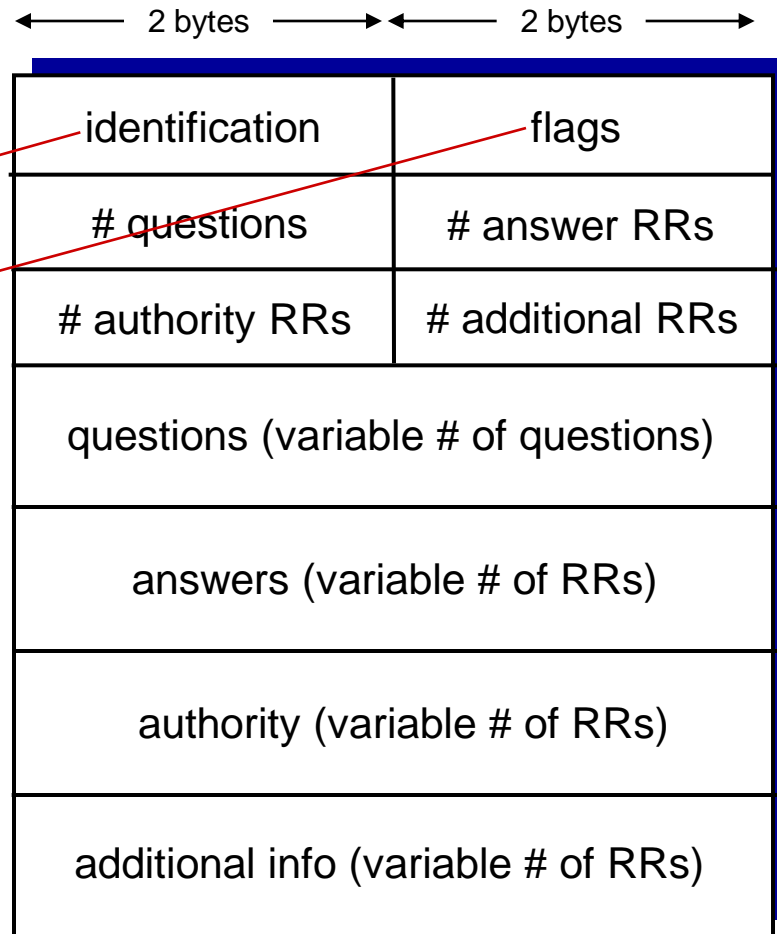 2 bytes 2 bytes
identification flags
# questions # answer RRs
# authority RRs # additional RRs
questions (variable # of questions)
answers (variable # of RRs)
authority (variable # of RRs)
additional info (variable # of RRs)